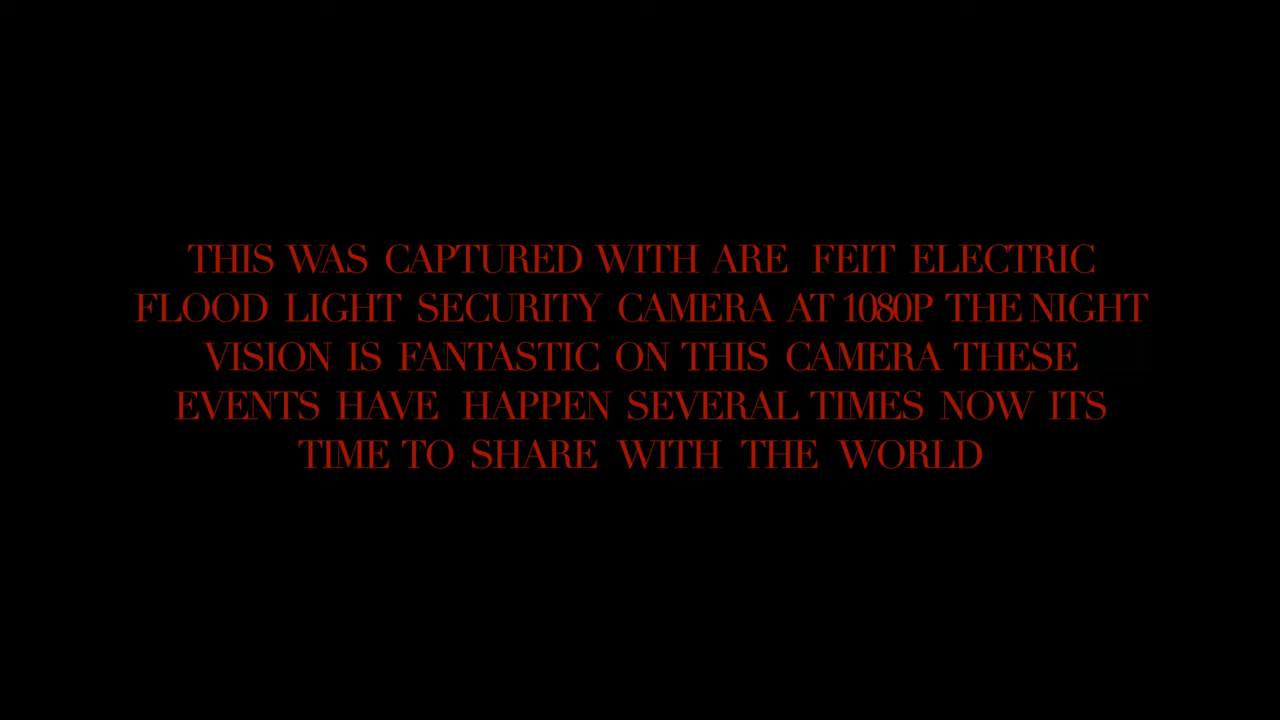 THIS WAS CAPTURED WITH ARE FEIT ELECTRIC
FLOOD LIGHT SECURITY CAMERA AT 1080P THE NIGHT
VISION IS FANTASTIC ON THIS CAMERA THESE
EVENTS HAVE HAPPEN SEVERAL TIMES NOW ITS
TIME TO SHARE WITH THE WORLD